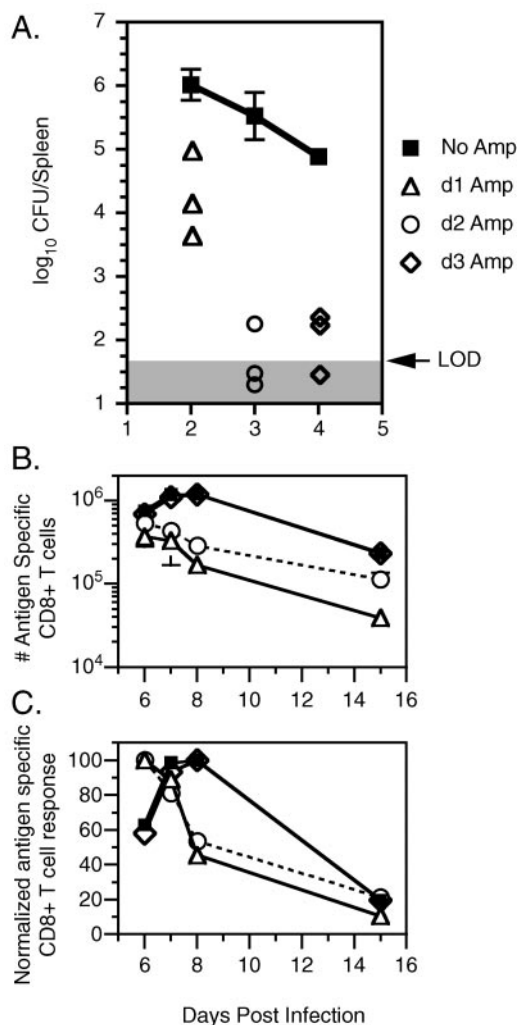 A.
log10 CFU/Spleen
7
6
5
4
3
2
1
1 2 3 4 5
No Amp
d1 Amp
d2 Amp
d3 Amp
LOD
B.
# Antigen Specific
CD8+ T cells
10^6
10^5
10^4
6 8 10 12 14 16
C.
Normalized antigen specific
CD8+ T cell response
100
80
60
40
20
0
6 8 10 12 14 16
Days Post Infection